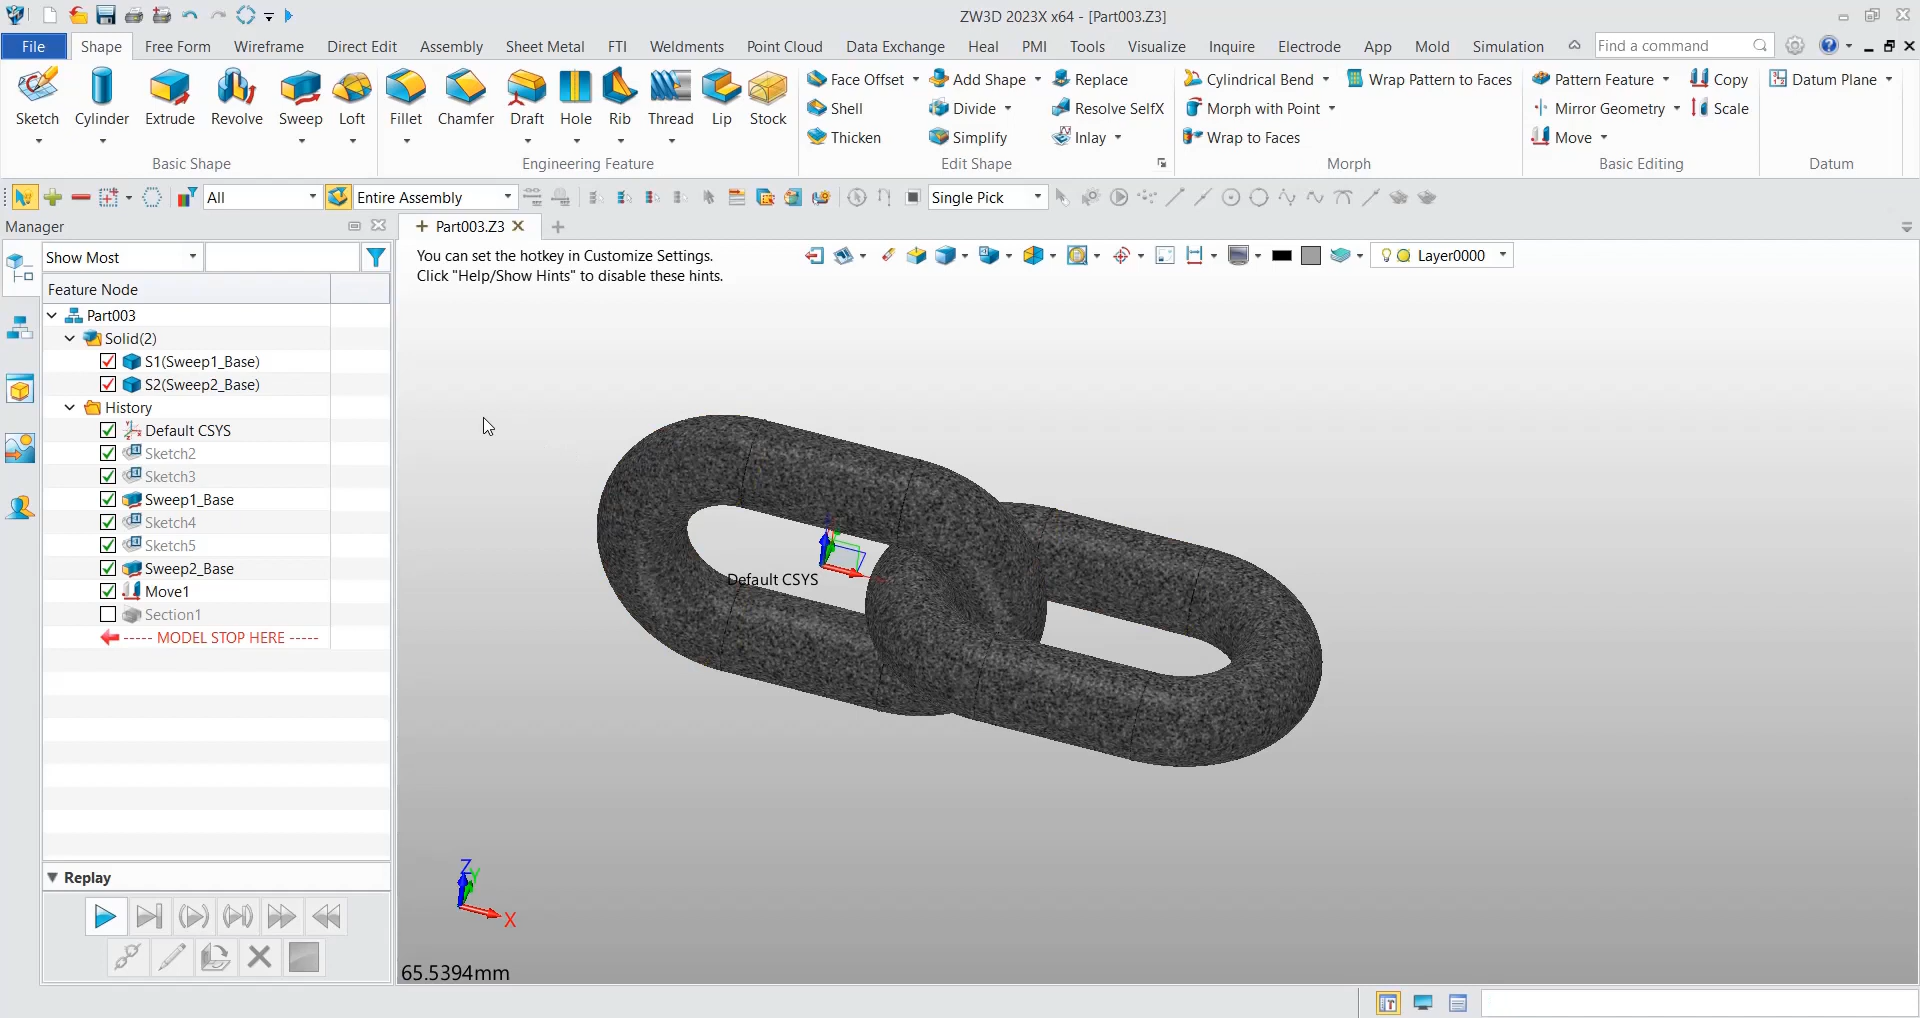 ZW3D 2023X x64 - [Part003.Z3]
File Shape Free Form Wireframe Direct Edit Assembly Sheet Metal FTI Weldments Point Cloud Data Exchange Heal PMI Tools Visualize Inquire Electrode App Mold Simulation Find a command
Sketch Cylinder Extrude Revolve Sweep Loft
Basic Shape
Fillet Chamfer Draft Hole Rib Thread Lip Stock
Engineering Feature
Face Offset Add Shape Replace
Shell Divide Resolve SelfX
Thicken Simplify Inlay
Edit Shape
Cylindrical Bend Wrap Pattern to Faces
Morph with Point
Wrap to Faces
Morph
Pattern Feature Copy
Mirror Geometry Scale
Move
Basic Editing
Datum Plane
Datum
All Entire Assembly Single Pick
Manager
Part003.Z3
Show Most
You can set the hotkey in Customize Settings.
Click "Help/Show Hints" to disable these hints.
Layer0000
Feature Node
Part003
Solid(2)
S1(Sweep1_Base)
S2(Sweep2_Base)
History
Default CSYS
Sketch2
Sketch3
Sweep1_Base
Sketch4
Sketch5
Sweep2_Base
Move1
Section1
----- MODEL STOP HERE -----
Default CSYS
Replay
Z
Y
X
65.5394mm